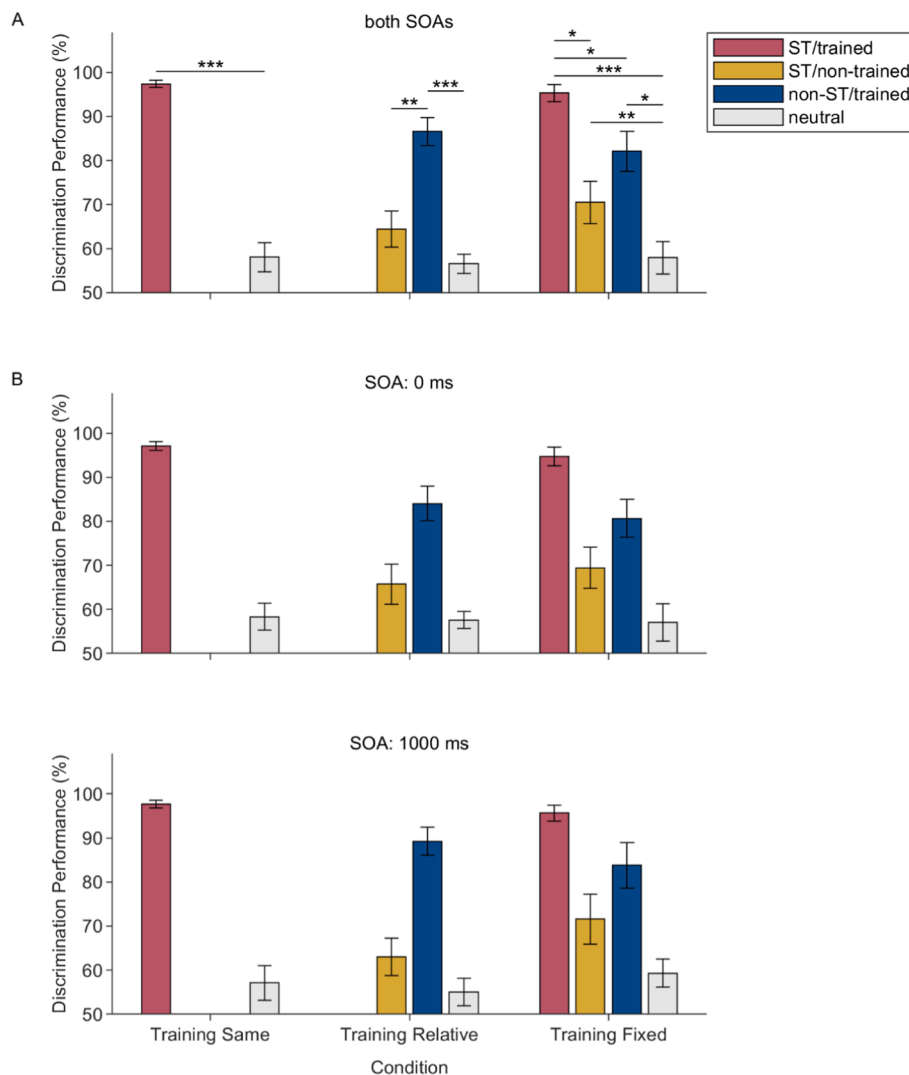 A
both SOAs
ST/trained
ST/non-trained
non-ST/trained
neutral
Discrimination Performance (%)
100
90
80
70
60
50
***
**
***
*
*
***
*
**
B
SOA: 0 ms
Discrimination Performance (%)
100
90
80
70
60
50
SOA: 1000 ms
Discrimination Performance (%)
100
90
80
70
60
50
Training Same
Training Relative
Training Fixed
Condition